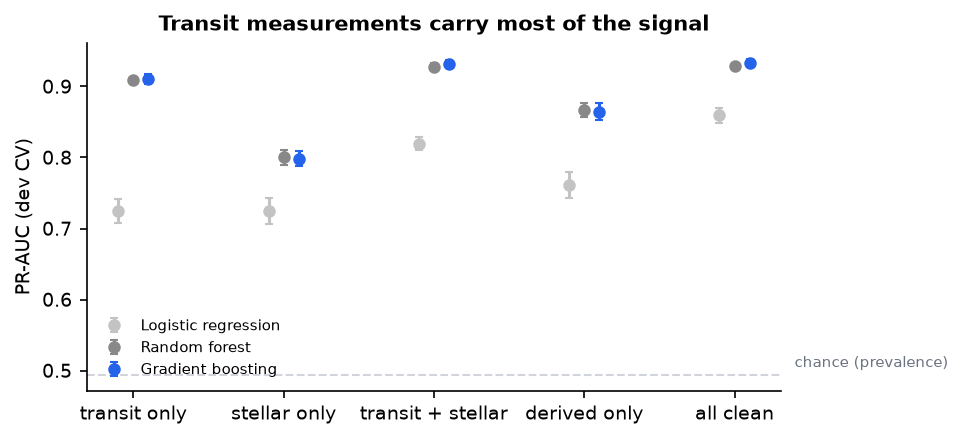 Transit measurements carry most of the signal
PR-AUC (dev CV)
0.9
0.8
0.7
0.6
0.5
Logistic regression
Random forest
Gradient boosting
chance (prevalence)
transit only
stellar only
transit + stellar
derived only
all clean